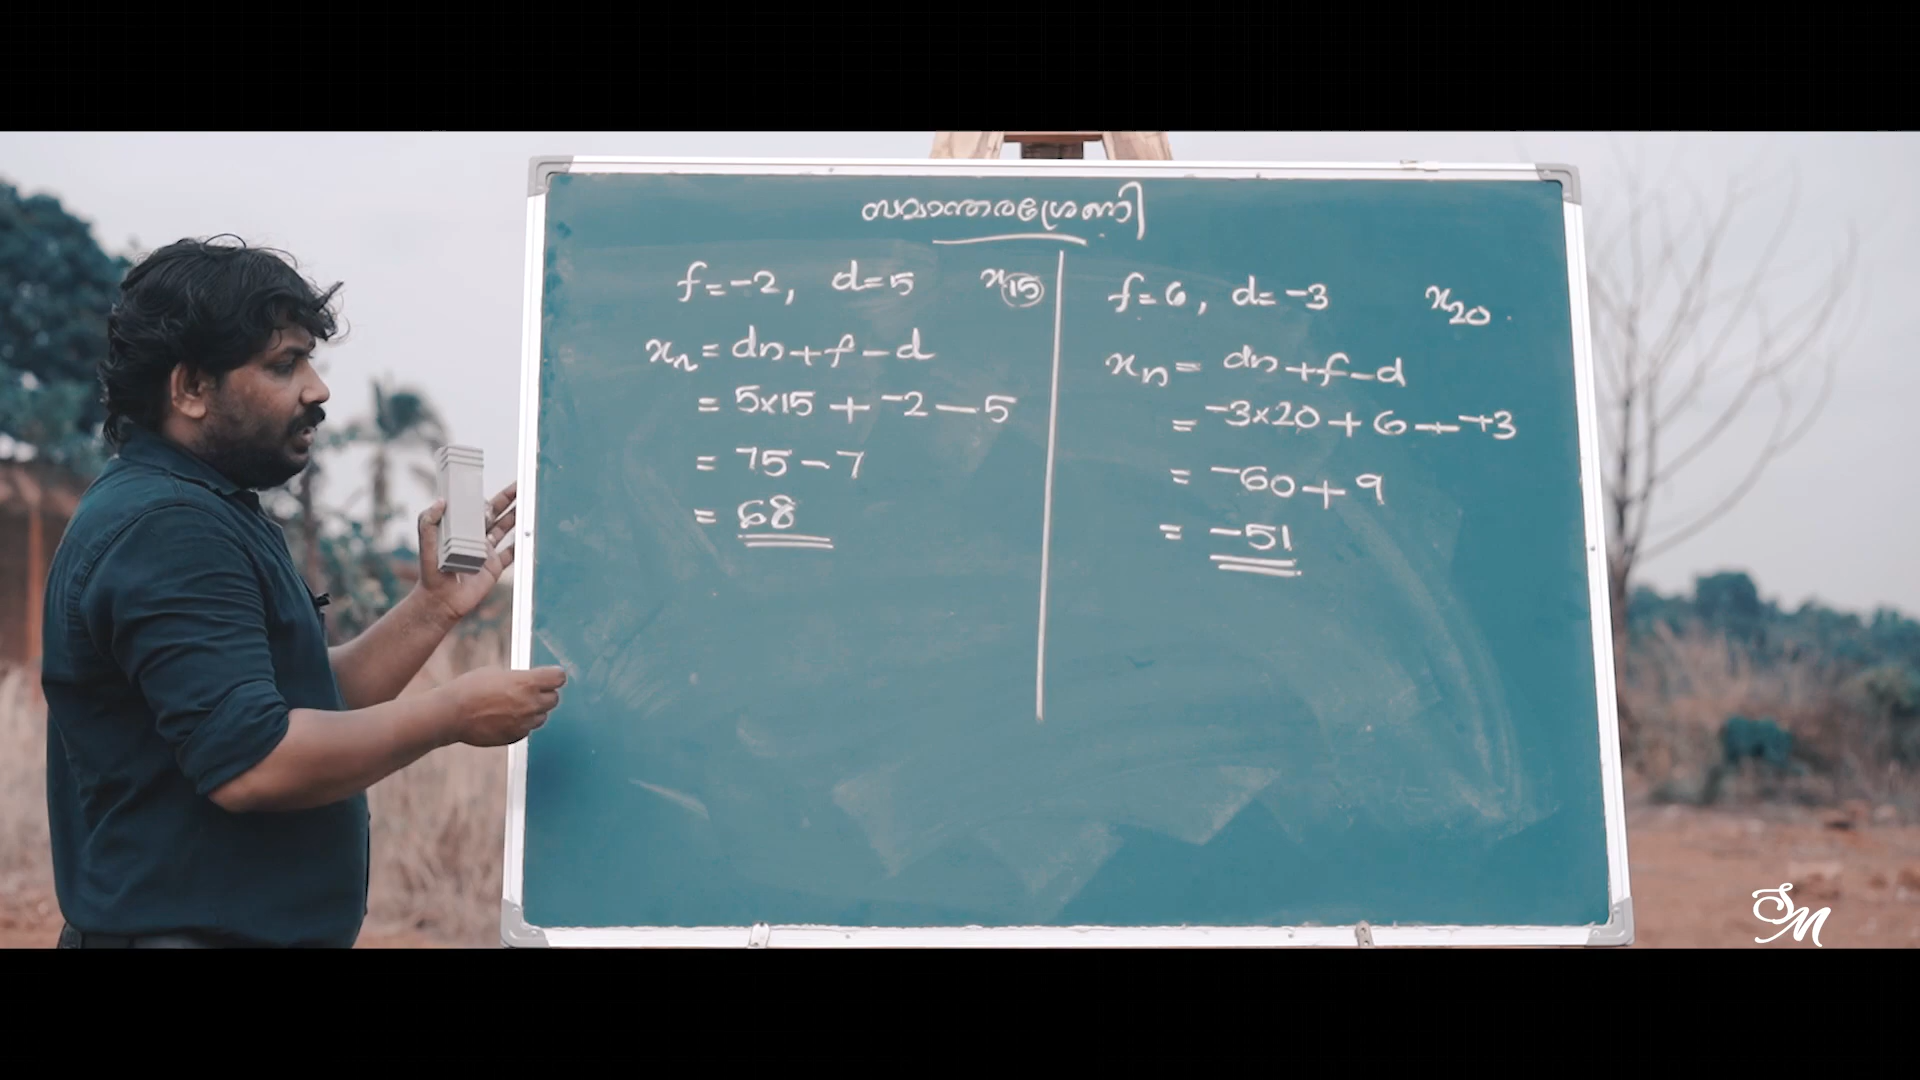 സമാന്തരശ്രേണി
f = -2, d = 5 x₁₅
xₙ = dn + f - d
= 5×15 + -2 - 5
= 75 - 7
= 68
f = 6, d = -3 x₂₀
xₙ = dn + f - d
= -3×20 + 6 + +3
= -60 + 9
= -51
SM